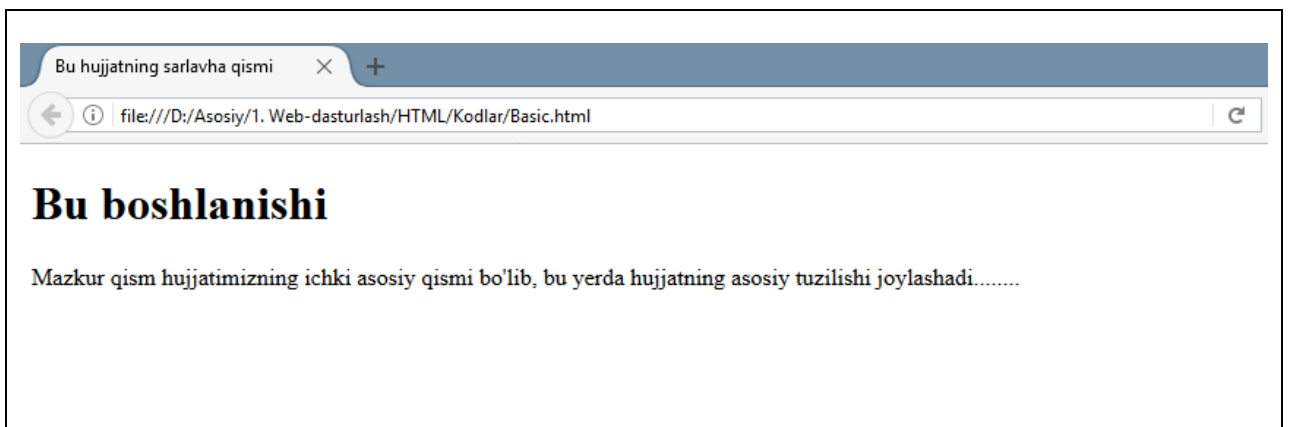 Bu hujjatning sarlavha qismi
file:///D:/Asosiy/1. Web-dasturlash/HTML/Kodlar/Basic.html
Bu boshlanishi
Mazkur qism hujjatimizning ichki asosiy qismi bo'lib, bu yerda hujjatning asosiy tuzilishi joylashadi........